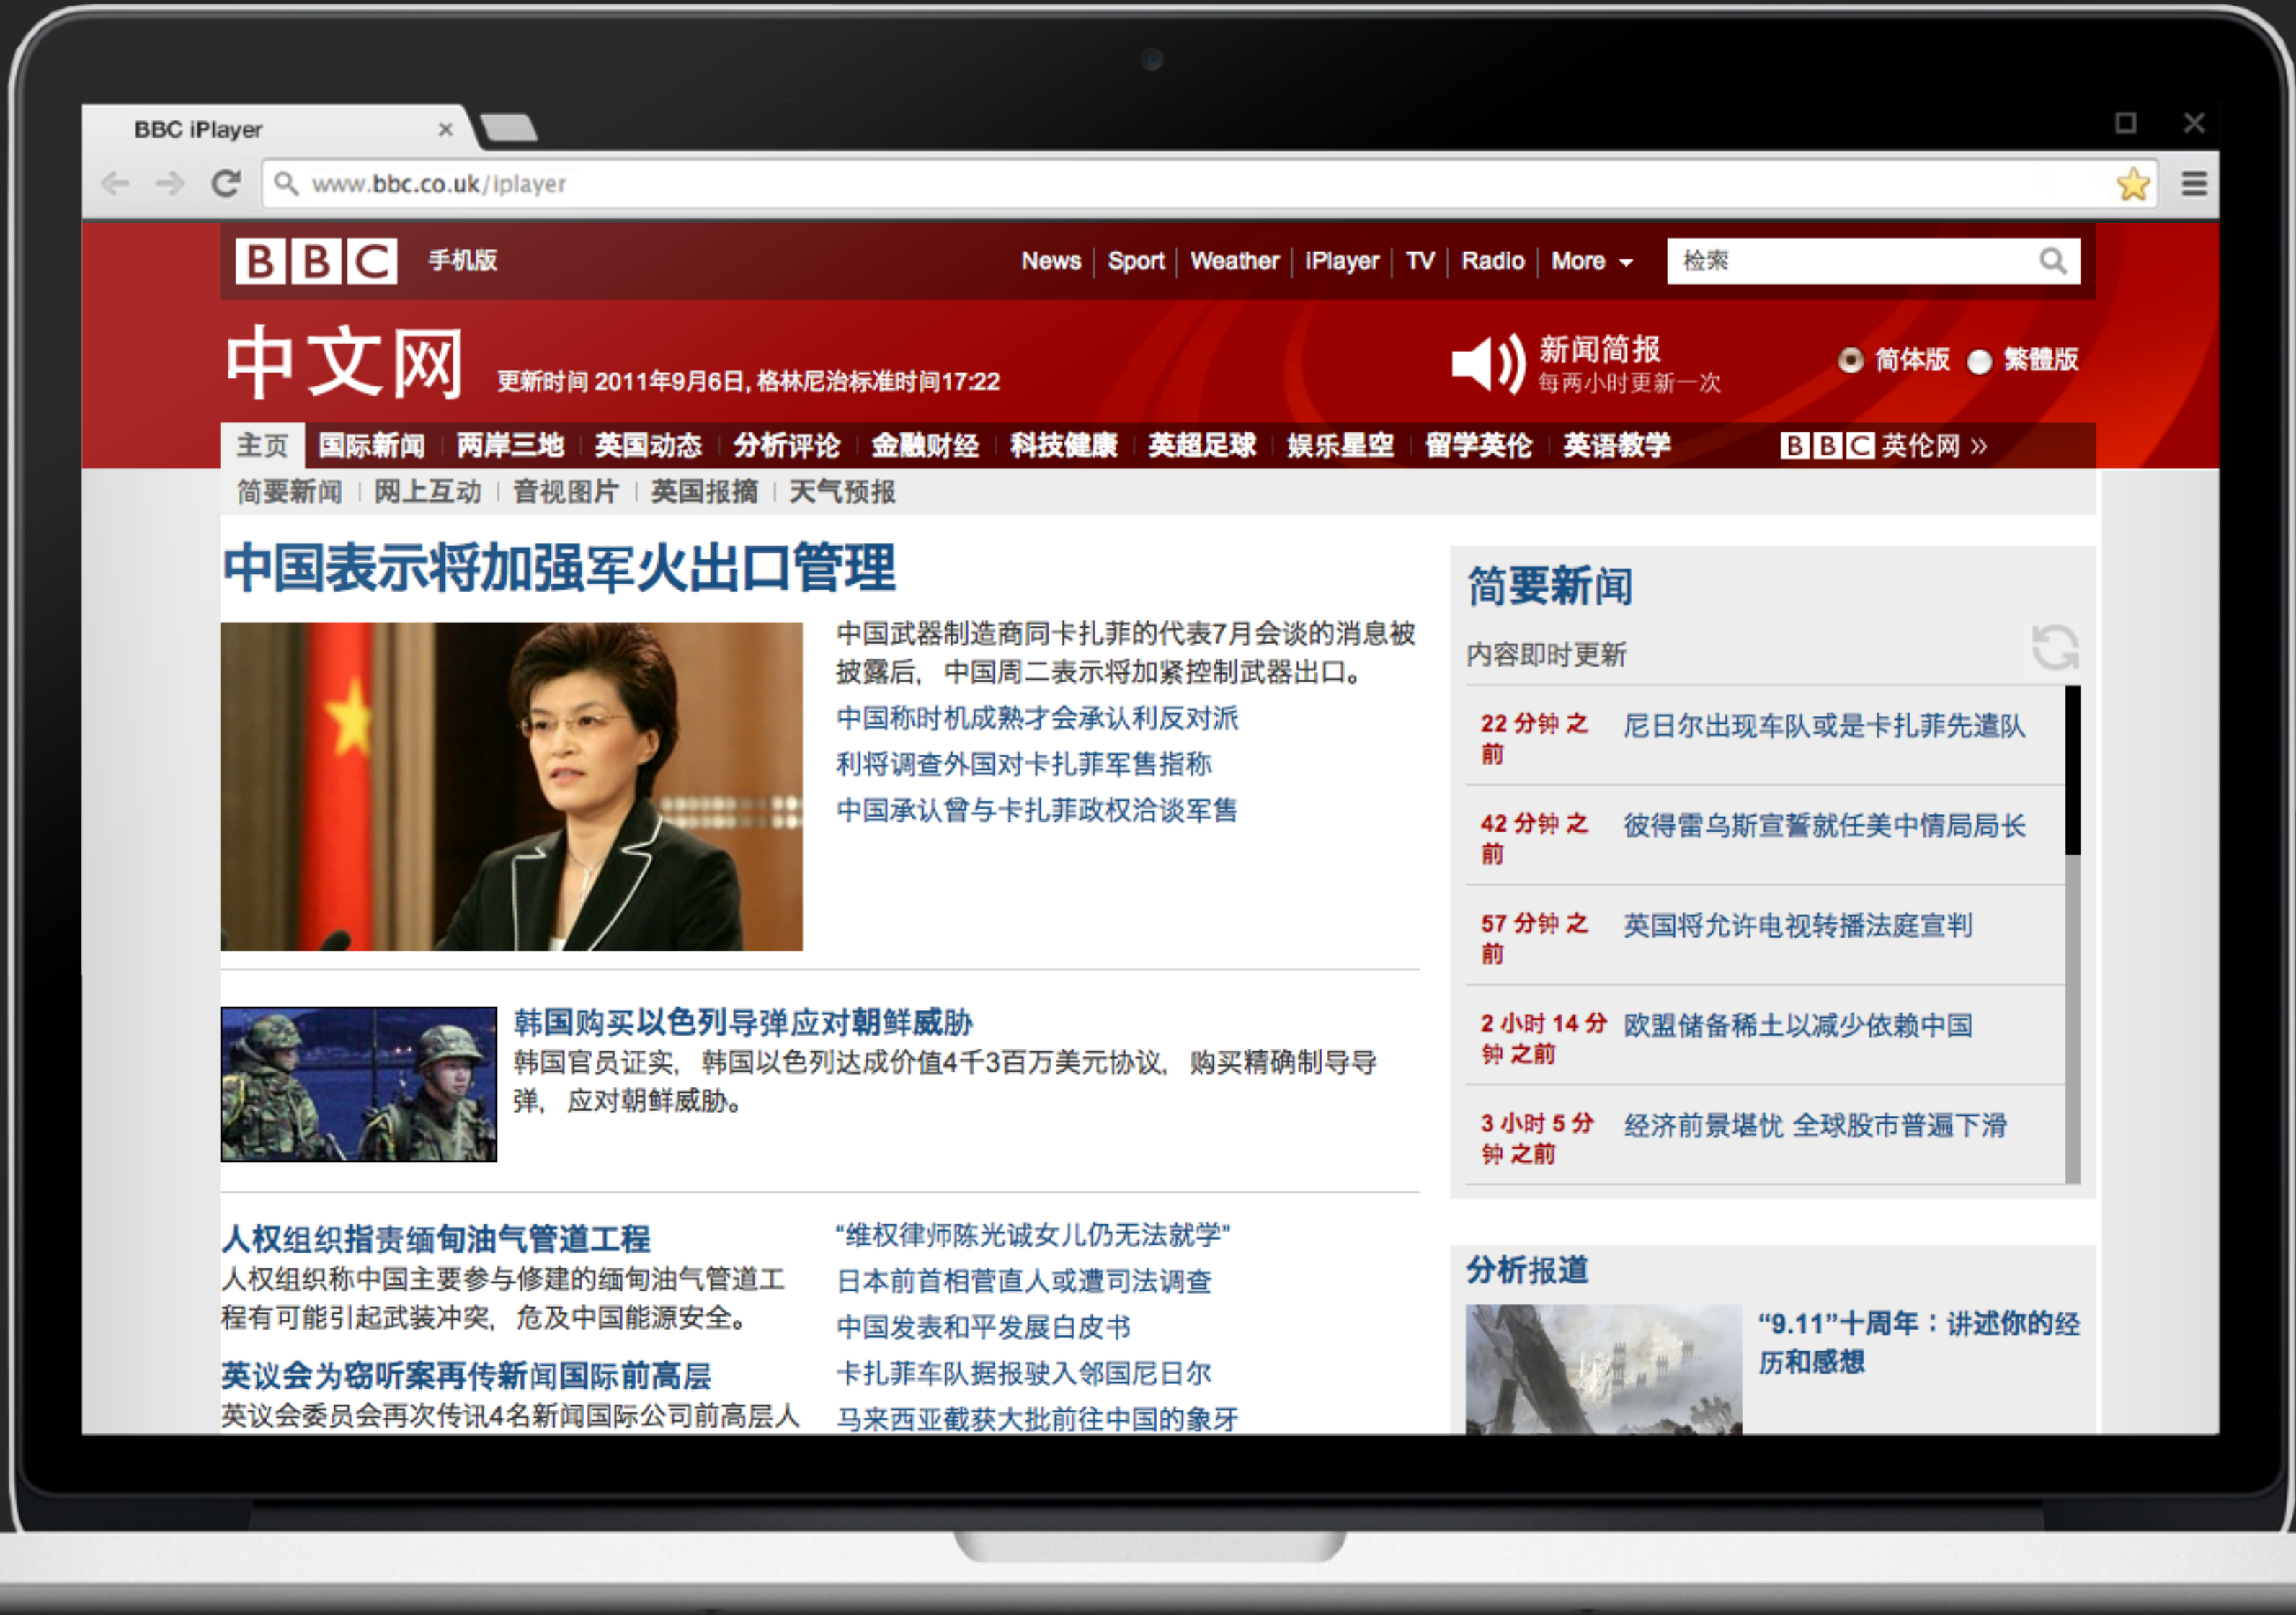 BBC iPlayer
www.bbc.co.uk/iplayer
BBC 手机版 News Sport Weather iPlayer TV Radio More 检索
中文网 更新时间 2011年9月6日, 格林尼治标准时间17:22
新闻简报
每两小时更新一次
简体版 繁體版
主页 国际新闻 两岸三地 英国动态 分析评论 金融财经 科技健康 英超足球 娱乐星空 留学英伦 英语教学 BBC 英伦网 »
简要新闻 网上互动 音视图片 英国报摘 天气预报
中国表示将加强军火出口管理
中国武器制造商同卡扎菲的代表7月会谈的消息被
披露后，中国周二表示将加紧控制武器出口。
中国称时机成熟才会承认利反对派
利将调查外国对卡扎菲军售指称
中国承认曾与卡扎菲政权洽谈军售
韩国购买以色列导弹应对朝鲜威胁
韩国官员证实，韩国以色列达成价值4千3百万美元协议，购买精确制导导
弹，应对朝鲜威胁。
人权组织指责缅甸油气管道工程
人权组织称中国主要参与修建的缅甸油气管道工
程有可能引起武装冲突，危及中国能源安全。
英议会为窃听案再传新闻国际前高层
英议会委员会再次传讯4名新闻国际公司前高层人
“维权律师陈光诚女儿仍无法就学”
日本前首相菅直人或遭司法调查
中国发表和平发展白皮书
卡扎菲车队据报驶入邻国尼日尔
马来西亚截获大批前往中国的象牙
简要新闻
内容即时更新
22 分钟 之
前
尼日尔出现车队或是卡扎菲先遣队
42 分钟 之
前
彼得雷乌斯宣誓就任美中情局局长
57 分钟 之
前
英国将允许电视转播法庭宣判
2 小时 14 分
钟 之前
欧盟储备稀土以减少依赖中国
3 小时 5 分
钟 之前
经济前景堪忧 全球股市普遍下滑
分析报道
“9.11”十周年：讲述你的经
历和感想